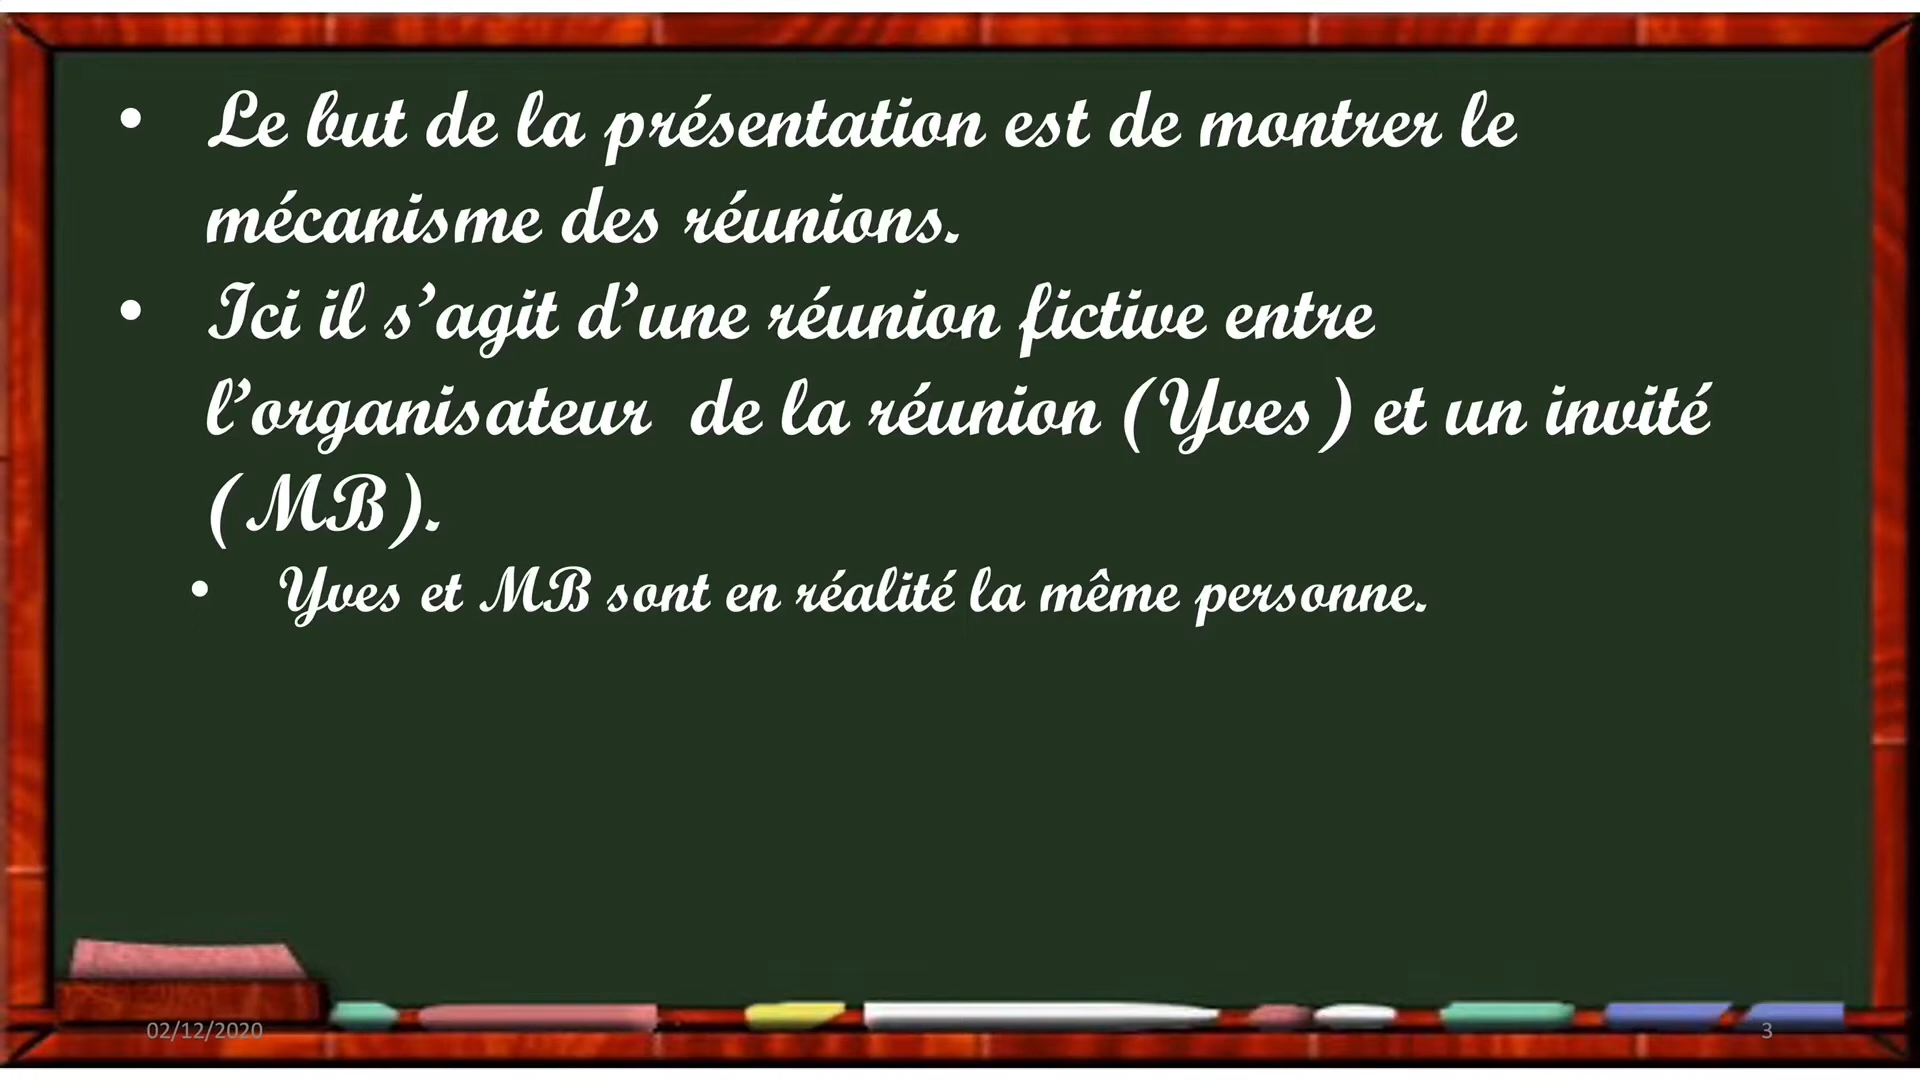 • Le but de la présentation est de montrer le
mécanisme des réunions.
• Ici il s’agit d’une réunion fictive entre
l’organisateur de la réunion (Yves) et un invité
(MB).
• Yves et MB sont en réalité la même personne.
02/12/2020
3